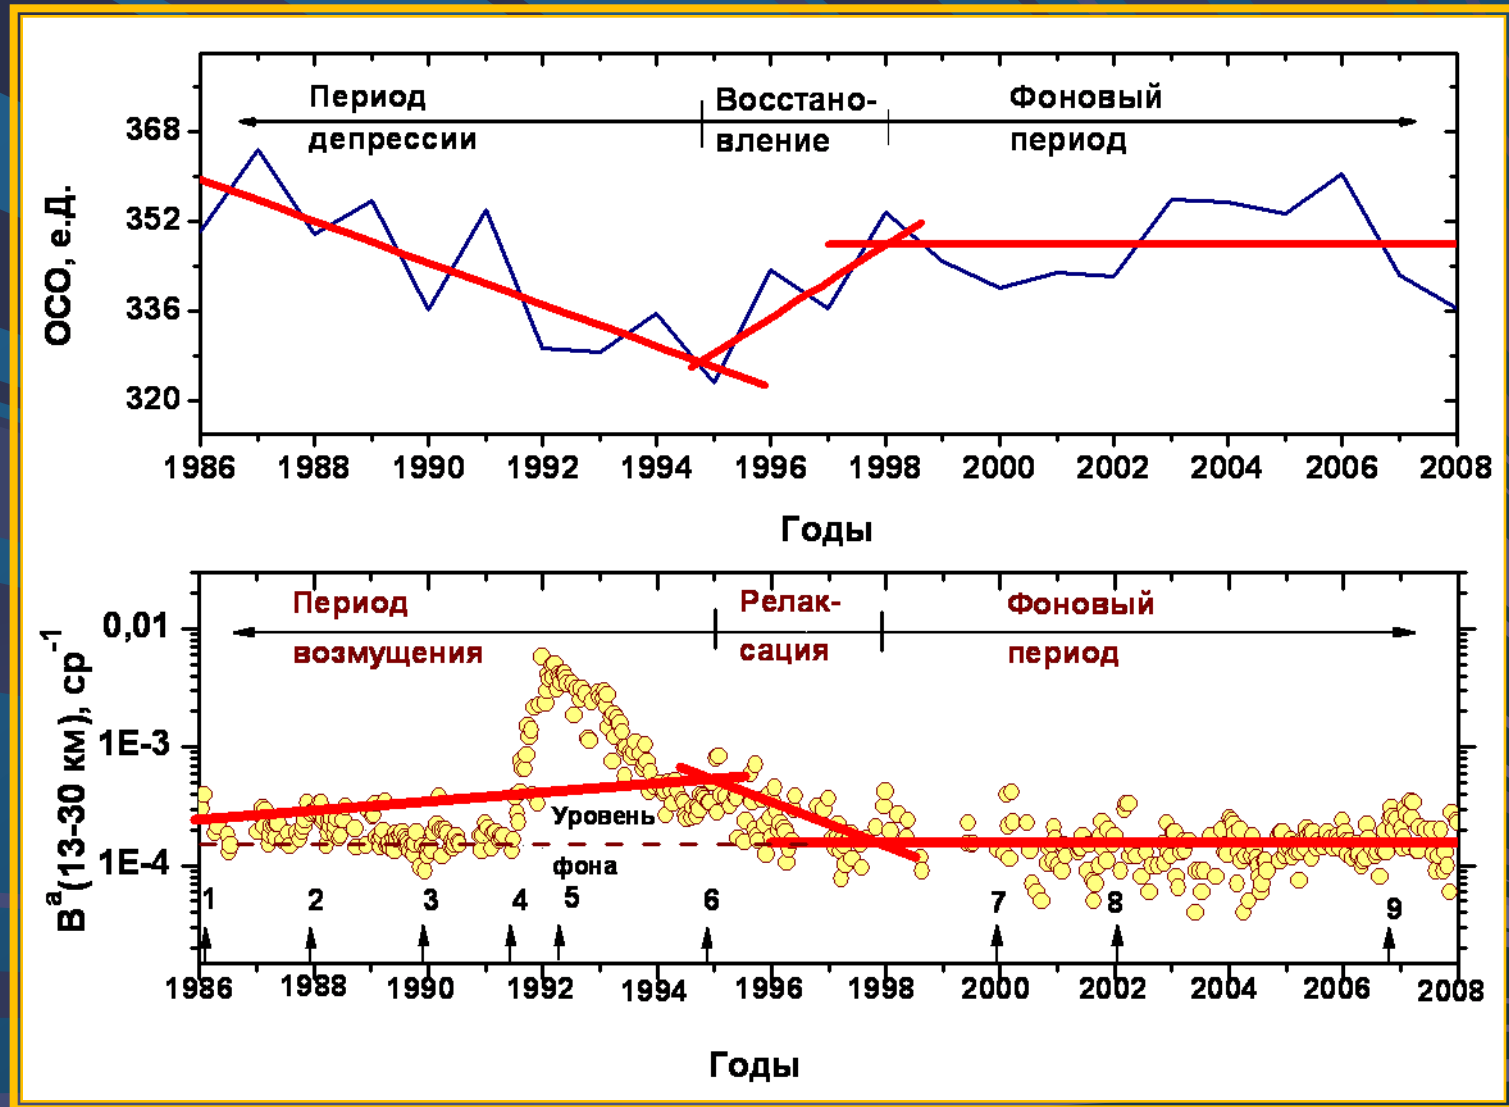 Период
депрессии
Восстано-
вление
Фоновый
период
368
352
336
320
ОСО, е.Д.
1986 1988 1990 1992 1994 1996 1998 2000 2002 2004 2006 2008
Годы
Период
возмущения
Релак-
сация
Фоновый
период
0,01
1E-3
1E-4
Bᵃ(13-30 км), ср⁻¹
Уровень
фона
1 2 3 4 5 6 7 8 9
1986 1988 1990 1992 1994 1996 1998 2000 2002 2004 2006 2008
Годы